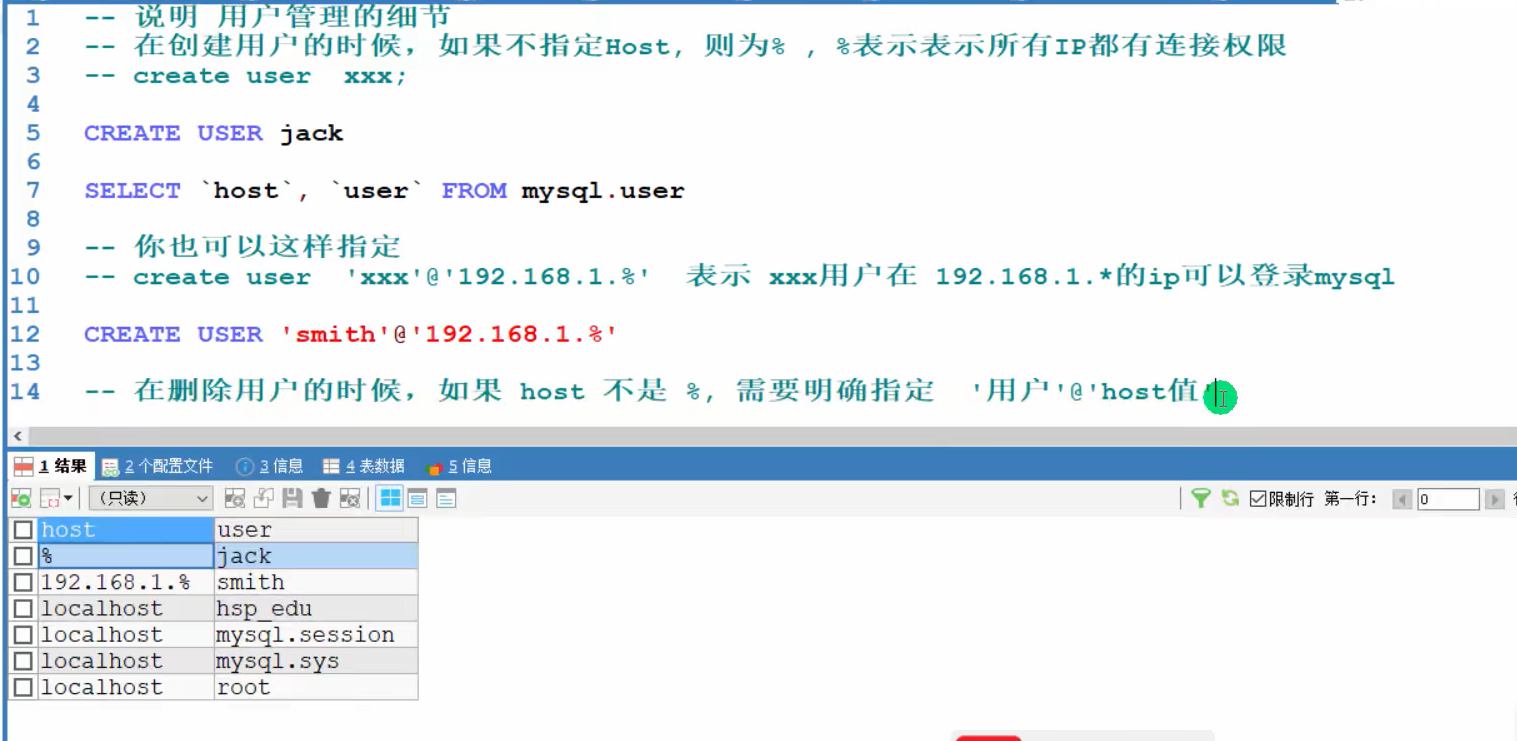 1 -- 说明 用户管理的细节
2 -- 在创建用户的时候，如果不指定Host, 则为% , %表示表示所有IP都有连接权限
3 -- create user  xxx;
4
5 CREATE USER jack
6
7 SELECT `host`, `user` FROM mysql.user
8
9 -- 你也可以这样指定
10 -- create user  'xxx'@'192.168.1.%'  表示 xxx用户在 192.168.1.*的ip可以登录mysql
11
12 CREATE USER 'smith'@'192.168.1.%'
13
14 -- 在删除用户的时候，如果 host 不是 %, 需要明确指定  '用户'@'host值'
1 结果 2 个配置文件 3 信息 4 表数据 5 信息
（只读） 限制行 第一行: 0
host user
% jack
192.168.1.% smith
localhost hsp_edu
localhost mysql.session
localhost mysql.sys
localhost root